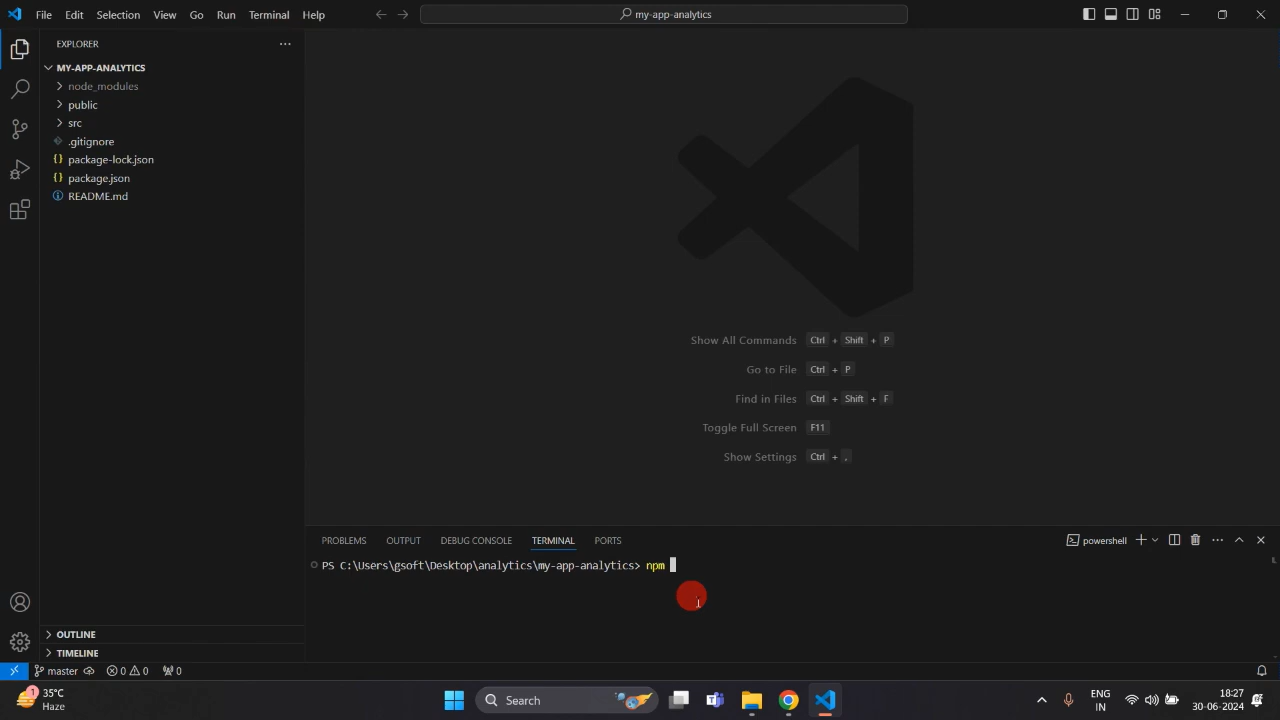 File Edit Selection View Go Run Terminal Help
my-app-analytics
EXPLORER
MY-APP-ANALYTICS
node_modules
public
src
.gitignore
package-lock.json
package.json
README.md
Show All Commands Ctrl + Shift + P
Go to File Ctrl + P
Find in Files Ctrl + Shift + F
Toggle Full Screen F11
Show Settings Ctrl + ,
PROBLEMS OUTPUT DEBUG CONSOLE TERMINAL PORTS
powershell
PS C:\Users\gsoft\Desktop\analytics\my-app-analytics> npm
OUTLINE
TIMELINE
master 0 0 0
1
35°C
Haze
Search
ENG
IN
18:27
30-06-2024